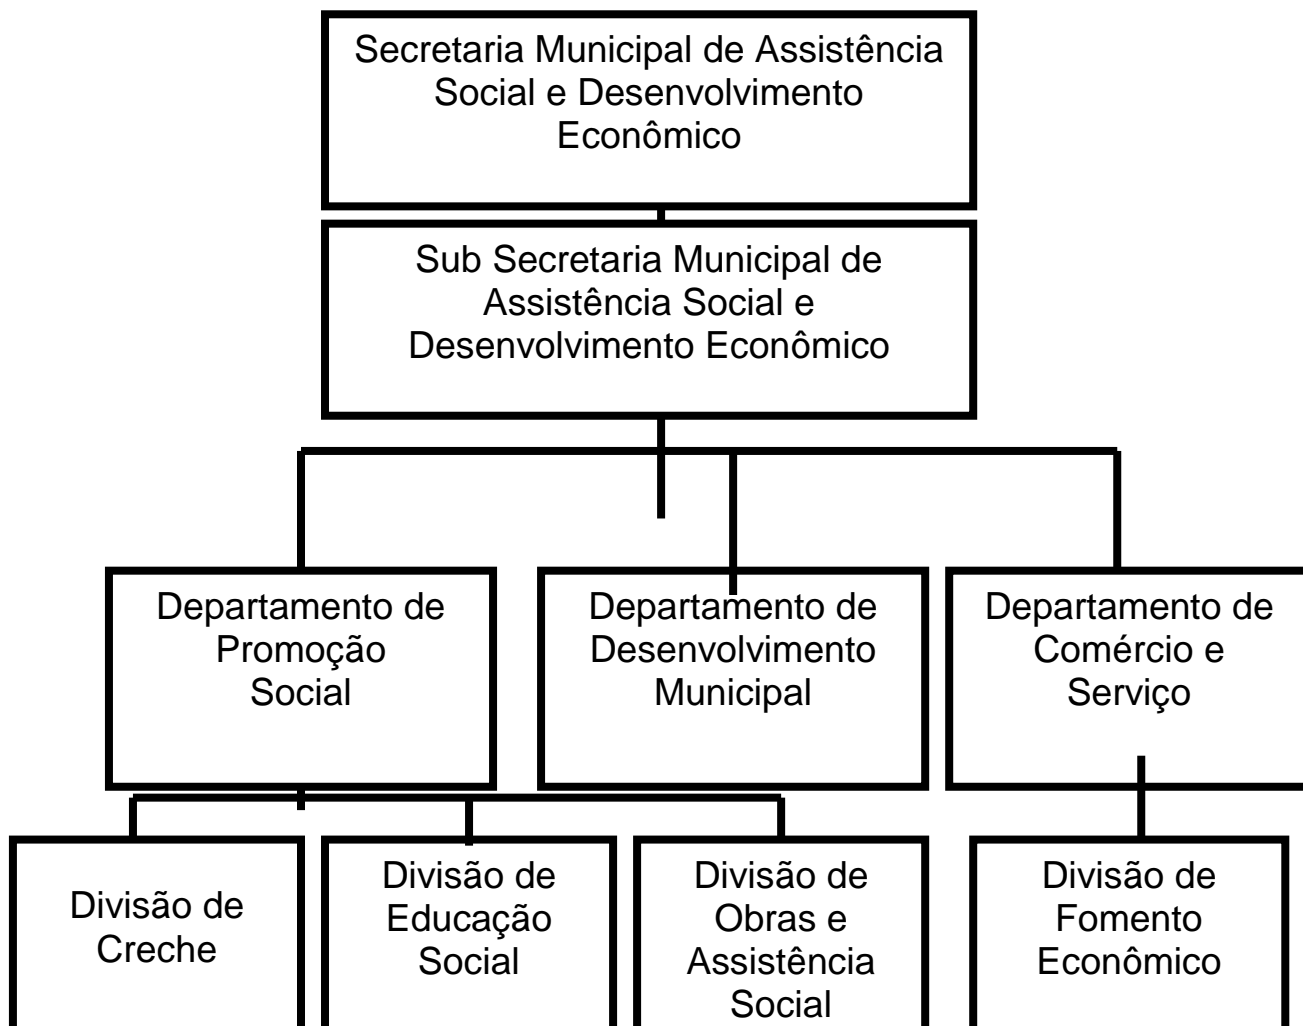 Secretaria Municipal de Assistência
Social e Desenvolvimento
Econômico
Sub Secretaria Municipal de
Assistência Social e
Desenvolvimento Econômico
Departamento de
Promoção
Social
Departamento de
Desenvolvimento
Municipal
Departamento de
Comércio e
Serviço
Divisão de
Creche
Divisão de
Educação
Social
Divisão de
Obras e
Assistência
Social
Divisão de
Fomento
Econômico